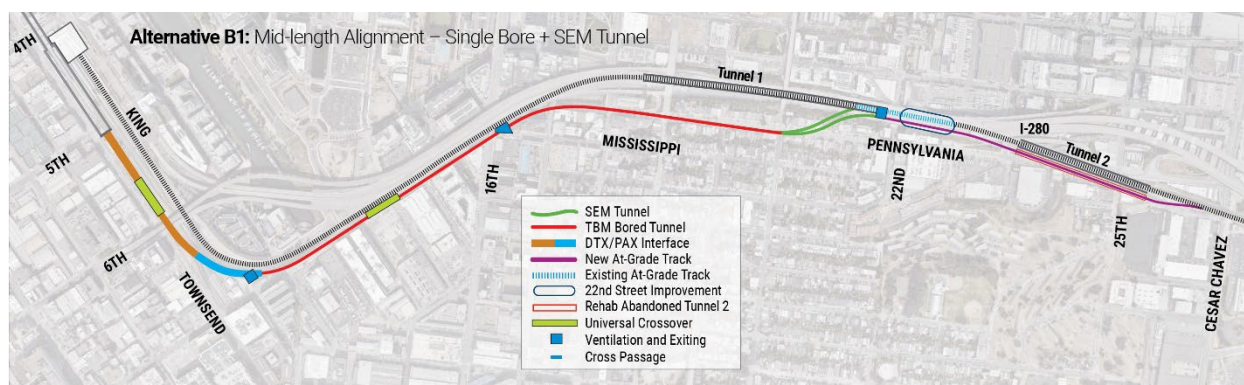 Alternative B1: Mid-length Alignment – Single Bore + SEM Tunnel
4TH
KING
5TH
6TH
TOWNSEND
16TH
Tunnel 1
MISSISSIPPI
PENNSYLVANIA
22ND
I-280
Tunnel 2
25TH
CESAR CHAVEZ
SEM Tunnel
TBM Bored Tunnel
DTX/PAX Interface
New At-Grade Track
Existing At-Grade Track
22nd Street Improvement
Rehab Abandoned Tunnel 2
Universal Crossover
Ventilation and Exiting
Cross Passage